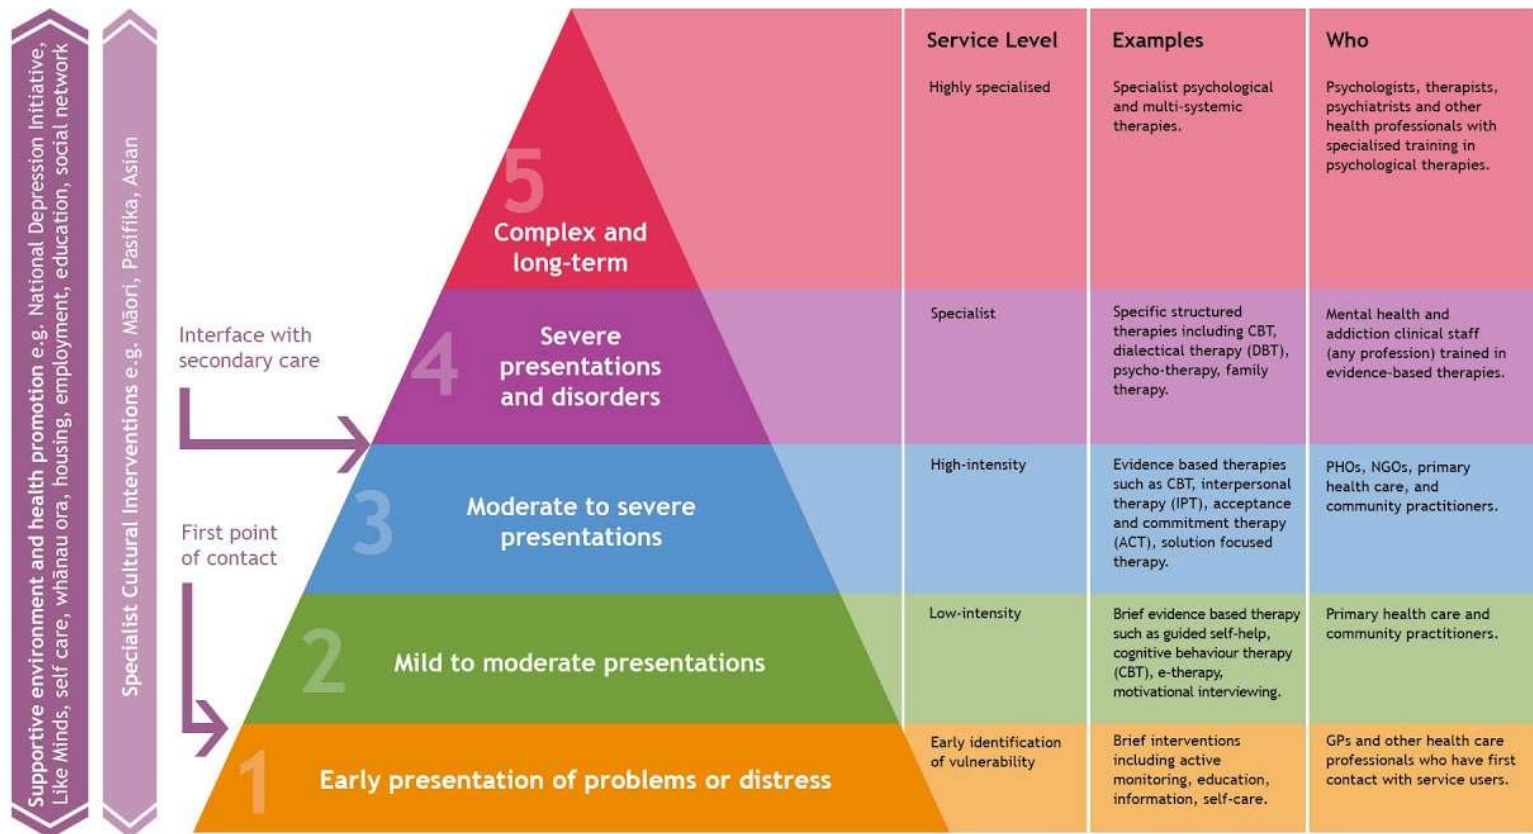 Supportive environment and health promotion e.g. National Depression Initiative,
Like Minds, self care, whānau ora, housing, employment, education, social network
Specialist Cultural Interventions e.g. Māori, Pasifika, Asian
Interface with
secondary care
First point
of contact
5
Complex and
long-term
4
Severe
presentations
and disorders
3
Moderate to severe
presentations
2
Mild to moderate presentations
1
Early presentation of problems or distress
Service Level
Examples
Who
Highly specialised
Specialist psychological
and multi-systemic
therapies.
Psychologists, therapists,
psychiatrists and other
health professionals with
specialised training in
psychological therapies.
Specialist
Specific structured
therapies including CBT,
dialectical therapy (DBT),
psycho-therapy, family
therapy.
Mental health and
addiction clinical staff
(any profession) trained in
evidence-based therapies.
High-intensity
Evidence based therapies
such as CBT, interpersonal
therapy (IPT), acceptance
and commitment therapy
(ACT), solution focused
therapy.
PHOs, NGOs, primary
health care, and
community practitioners.
Low-intensity
Brief evidence based therapy
such as guided self-help,
cognitive behaviour therapy
(CBT), e-therapy,
motivational interviewing.
Primary health care and
community practitioners.
Early identification
of vulnerability
Brief interventions
including active
monitoring, education,
information, self-care.
GPs and other health care
professionals who have first
contact with service users.